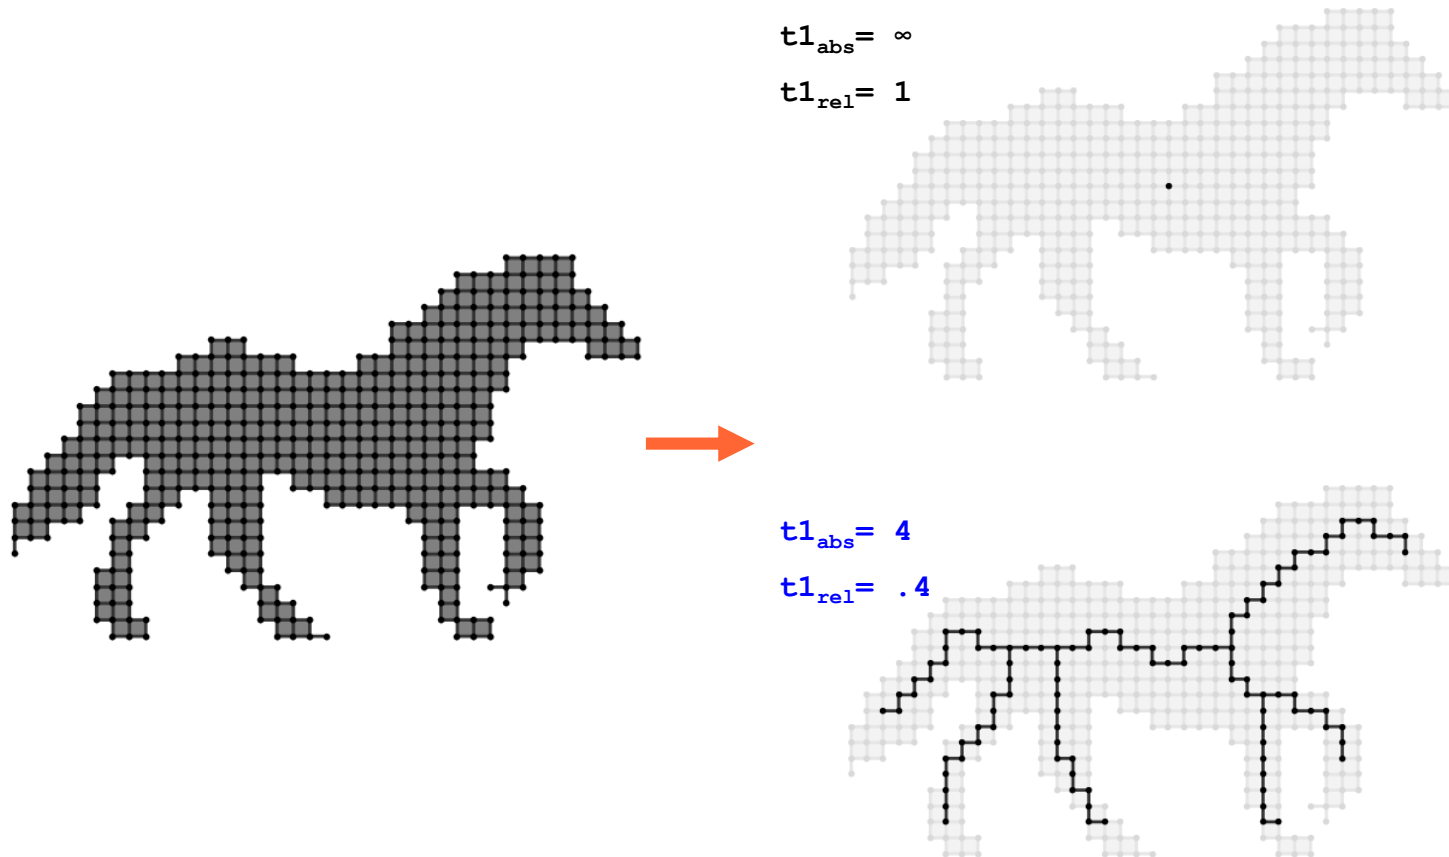 t1abs= ∞
t1rel= 1
t1abs= 4
t1rel= .4